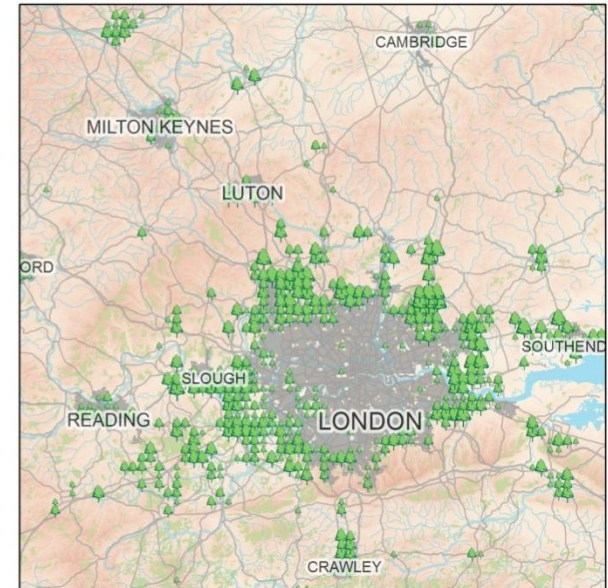 CAMBRIDGE
MILTON KEYNES
LUTON
ORD
SOUTHEND
SLOUGH
READING
LONDON
CRAWLEY